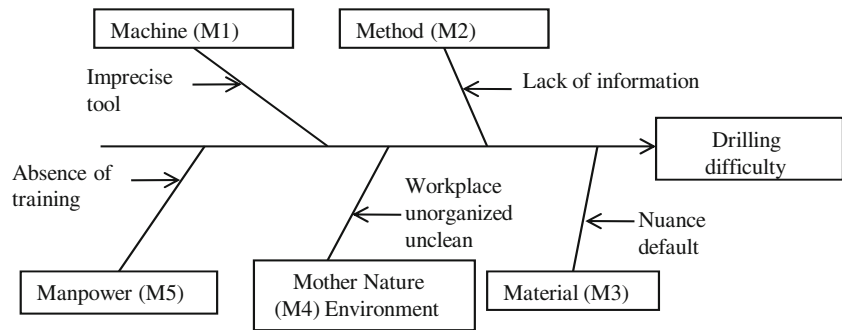 Machine (M1)
Method (M2)
Imprecise
tool
Lack of information
Drilling
difficulty
Absence of
training
Workplace
unorganized
unclean
Nuance
default
Manpower (M5)
Mother Nature
(M4) Environment
Material (M3)